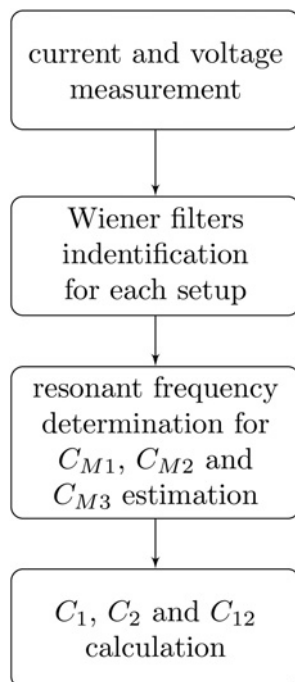 current and voltage
measurement
Wiener filters
indentification
for each setup
resonant frequency
determination for
C_{M1}, C_{M2} and
C_{M3} estimation
C_1, C_2 and C_{12}
calculation